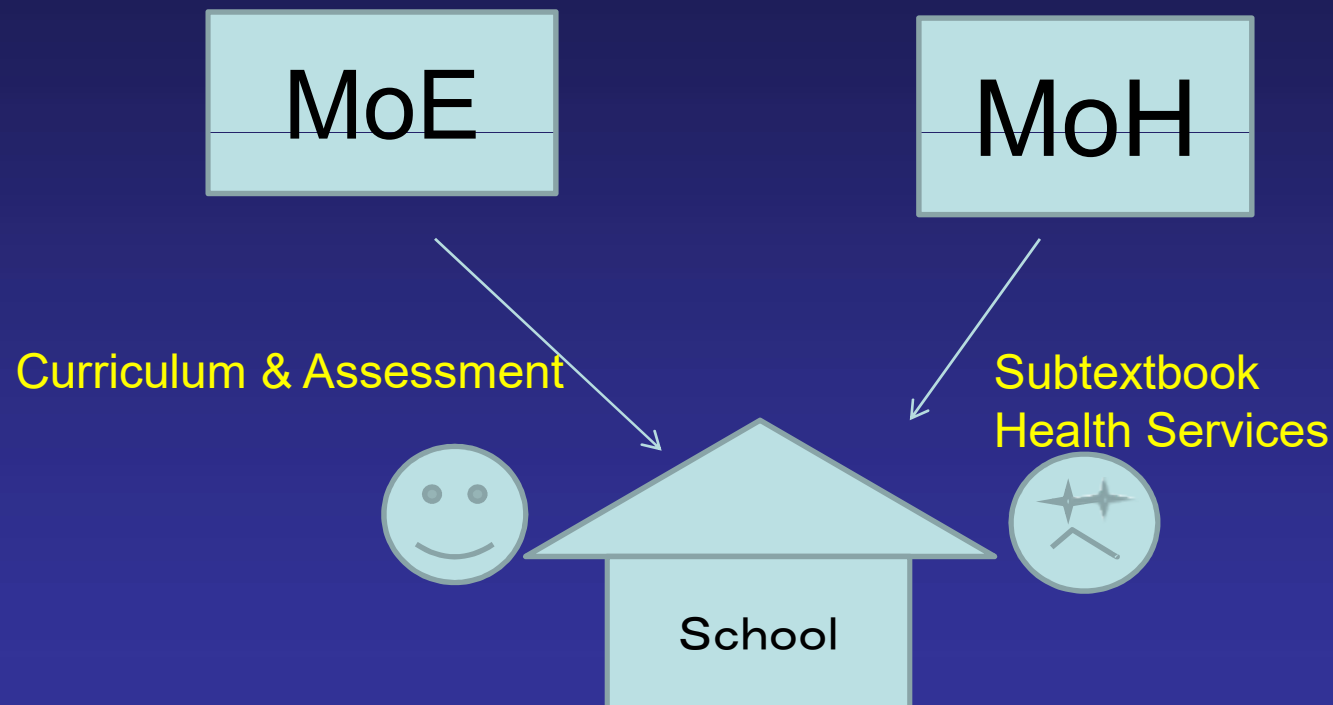 MoE
MoH
Curriculum & Assessment
Subtextbook
Health Services
School